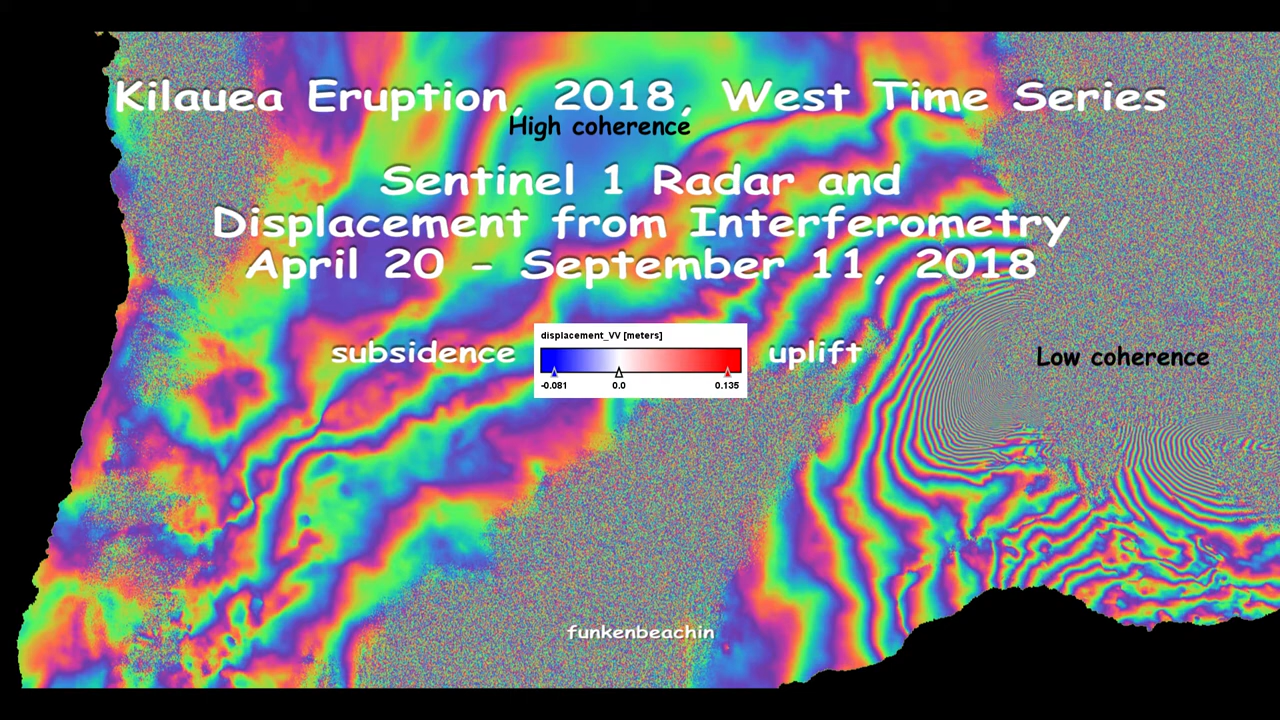 Kilauea Eruption, 2018, West Time Series
High coherence
Sentinel 1 Radar and
Displacement from Interferometry
April 20 - September 11, 2018
displacement_VV [meters]
subsidence
uplift
Low coherence
-0.081 0.0 0.135
funkenbeachin